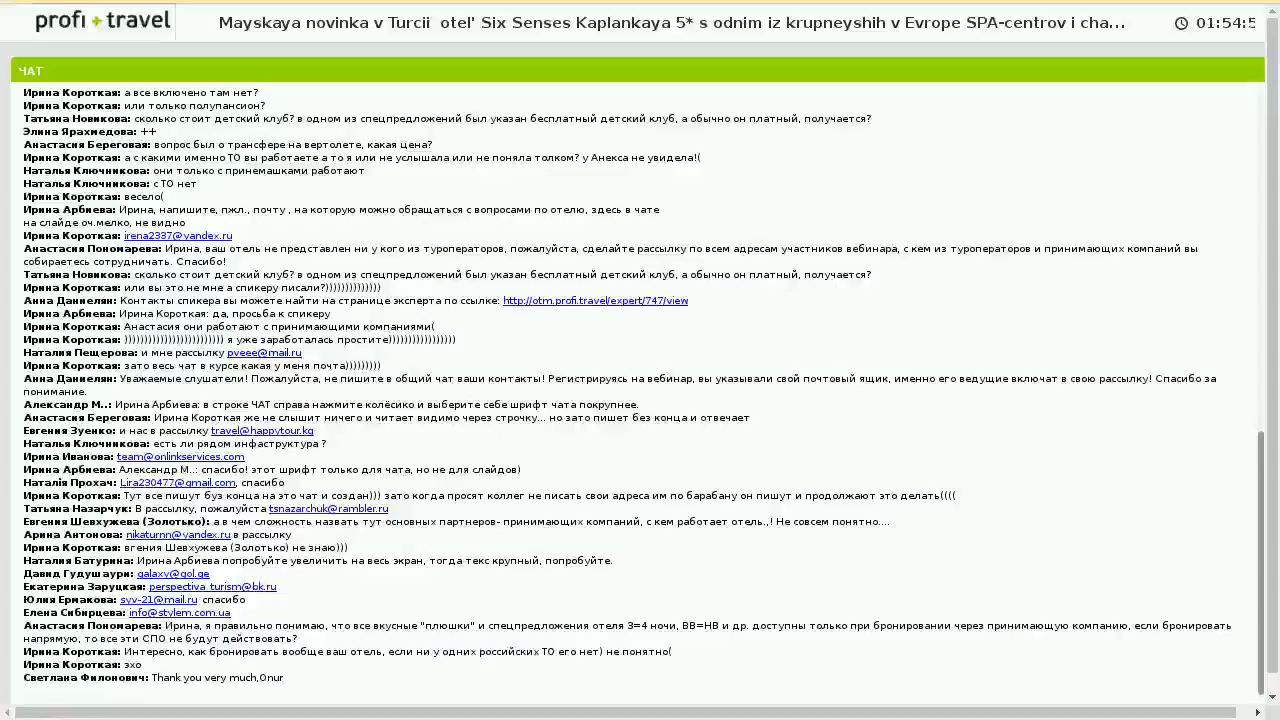 profi + travel
Mayskaya novinka v Turcii otel' Six Senses Kaplankaya 5* s odnim iz krupneyshih v Evrope SPA-centrov i cha...
01:54:5
ЧАТ
Ирина Короткая: а все включено там нет?
Ирина Короткая: или только полупансион?
Татьяна Новикова: сколько стоит детский клуб? в одном из спецпредложений был указан бесплатный детский клуб, а обычно он платный, получается?
Элина Ярахмедова: ++
Анастасия Береговая: вопрос был о трансфере на вертолете, какая цена?
Ирина Короткая: а с какими именно ТО вы работаете а то я или не услышала или не поняла толком? у Анекса не увидела!(
Наталья Ключникова: они только с принемашками работают
Наталья Ключникова: с ТО нет
Ирина Короткая: весело(
Ирина Арбиева: Ирина, напишите, пжл., почту , на которую можно обращаться с вопросами по отелю, здесь в чате
на слайде оч.мелко, не видно
Ирина Короткая: irena2337@yandex.ru
Анастасия Пономарева: Ирина, ваш отель не представлен ни у кого из туроператоров, пожалуйста, сделайте рассылку по всем адресам участников вебинара, с кем из туроператоров и принимающих компаний вы
собираетесь сотрудничать. Спасибо!
Татьяна Новикова: сколько стоит детский клуб? в одном из спецпредложений был указан бесплатный детский клуб, а обычно он платный, получается?
Ирина Короткая: или вы это не мне а спикеру писали?))))))))))))))
Анна Даниелян: Контакты спикера вы можете найти на странице эксперта по ссылке: http://otm.profi.travel/expert/747/view
Ирина Арбиева: Ирина Короткая: да, просьба к спикеру
Ирина Короткая: Анастасия они работают с принимающими компаниями(
Ирина Короткая: ))))))))))))))))))))))))) я уже заработалась простите)))))))))))))))))
Наталия Пещерова: и мне рассылку pveee@mail.ru
Ирина Короткая: зато весь чат в курсе какая у меня почта)))))))))
Анна Даниелян: Уважаемые слушатели! Пожалуйста, не пишите в общий чат ваши контакты! Регистрируясь на вебинар, вы указывали свой почтовый ящик, именно его ведущие включат в свою рассылку! Спасибо за
понимание.
Александр М..: Ирина Арбиева: в строке ЧАТ справа нажмите колёсико и выберите себе шрифт чата покрупнее.
Анастасия Береговая: Ирина Короткая же не слышит ничего и читает видимо через строчку... но зато пишет без конца и отвечает
Евгения Зуенко: и нас в рассылку travel@happytour.kg
Наталья Ключникова: есть ли рядом инфаструктура ?
Ирина Иванова: team@onlinkservices.com
Ирина Арбиева: Александр М..: спасибо! этот шрифт только для чата, но не для слайдов)
Наталія Прохач: Lira230477@gmail.com, спасибо
Ирина Короткая: Тут все пишут буз конца на это чат и создан))) зато когда просят коллег не писать свои адреса им по барабану он пишут и продолжают это делать((((
Татьяна Назарчук: В рассылку, пожалуйста tsnazarchuk@rambler.ru
Евгения Шевхужева (Золотько): а в чем сложность назвать тут основных партнеров- принимающих компаний, с кем работает отель.,! Не совсем понятно....
Арина Антонова: nikaturnn@yandex.ru в рассылку
Ирина Короткая: вгения Шевхужева (Золотько) не знаю)))
Наталия Батурина: Ирина Арбиева попробуйте увеличить на весь экран, тогда текс крупный, попробуйте.
Давид Гудушаури: galaxy@gol.ge
Екатерина Заруцкая: perspectiva_turism@bk.ru
Юлия Ермакова: syv-21@mail.ru спасибо
Елена Сибирцева: info@stylem.com.ua
Анастасия Пономарева: Ирина, я правильно понимаю, что все вкусные "плюшки" и спецпредложения отеля 3=4 ночи, BB=HB и др. доступны только при бронировании через принимающую компанию, если бронировать
напрямую, то все эти СПО не будут действовать?
Ирина Короткая: Интересно, как бронировать вообще ваш отель, если ни у одних российских ТО его нет) не понятно(
Ирина Короткая: эхо
Светлана Филонович: Thank you very much,Onur